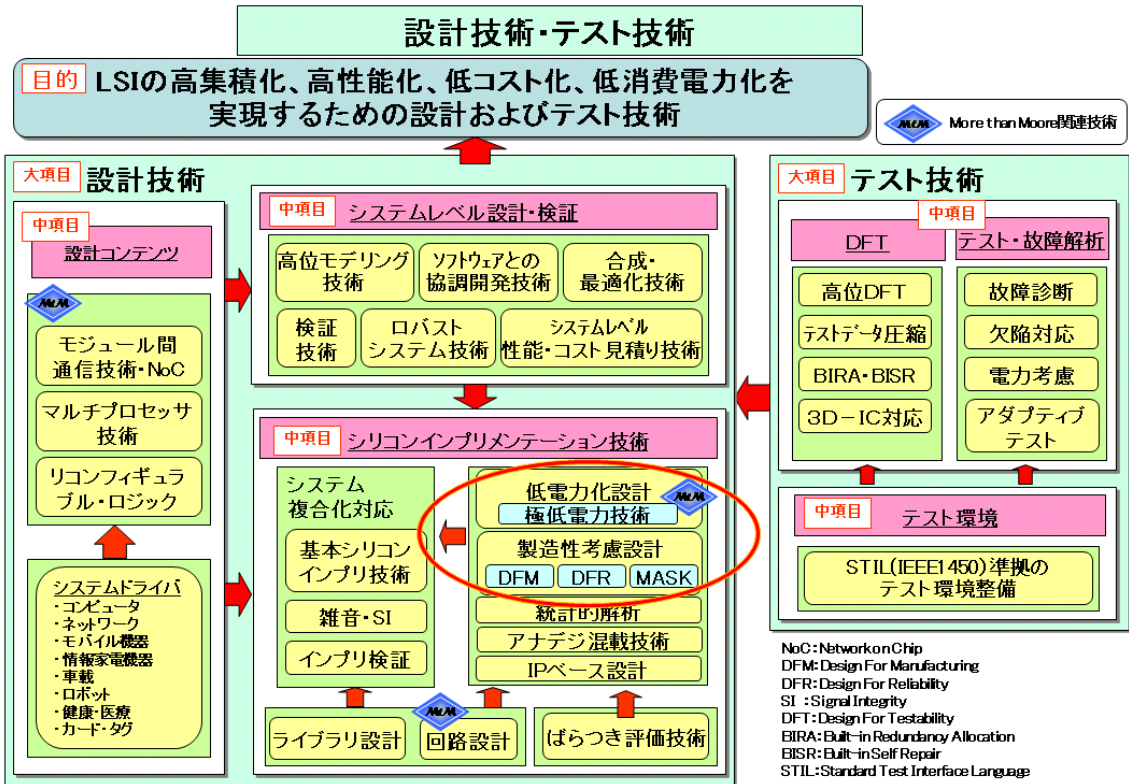 設計技術・テスト技術
目的 LSIの高集積化、高性能化、低コスト化、低消費電力化を
実現するための設計およびテスト技術
MtM More than Moore関連技術
大項目 設計技術
中項目
設計コンテンツ
MtM
モジュール間
通信技術・NoC
マルチプロセッサ
技術
リコンフィギュラ
ブル・ロジック
システムドライバ
・コンピュータ
・ネットワーク
・モバイル機器
・情報家電機器
・車載
・ロボット
・健康・医療
・カード・タグ
中項目 システムレベル設計・検証
高位モデリング
技術
ソフトウェアとの
協調開発技術
合成・
最適化技術
検証
技術
ロバスト
システム技術
システムレベル
性能・コスト見積り技術
中項目 シリコンインプリメンテーション技術
システム
複合化対応
基本シリコン
インプリ技術
雑音・SI
インプリ検証
低電力化設計
MtM
極低電力技術
製造性考慮設計
DFM DFR MASK
統計的解析
アナデジ混載技術
IPベース設計
ライブラリ設計
MtM
回路設計
ばらつき評価技術
大項目 テスト技術
中項目
DFT
テスト・故障解析
高位DFT
テストデータ圧縮
BIRA・BISR
3D－IC対応
故障診断
欠陥対応
電力考慮
アダプティブ
テスト
中項目 テスト環境
STIL(IEEE1450)準拠の
テスト環境整備
NoC：Network on Chip
DFM：Design For Manufacturing
DFR：Design For Reliability
SI ：Signal Integrity
DFT：Design For Testability
BIRA：Built-in Redundancy Allocation
BISR：Built-in Self Repair
STIL：Standard Test Interface Language